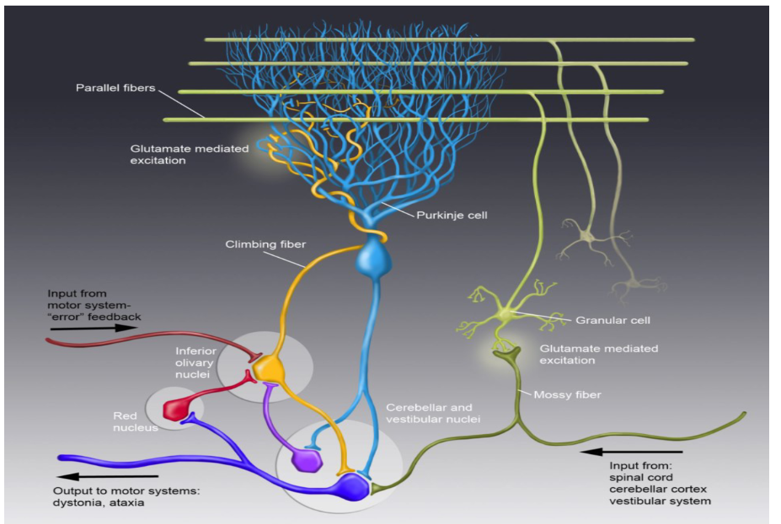 Parallel fibers
Glutamate mediated
excitation
Purkinje cell
Climbing fiber
Input from
motor system-
“error” feedback
Granular cell
Inferior
olivary
nuclei
Glutamate mediated
excitation
Mossy fiber
Red
nucleus
Cerebellar and
vestibular nuclei
Output to motor systems:
dystonia, ataxia
Input from:
spinal cord
cerebellar cortex
vestibular system